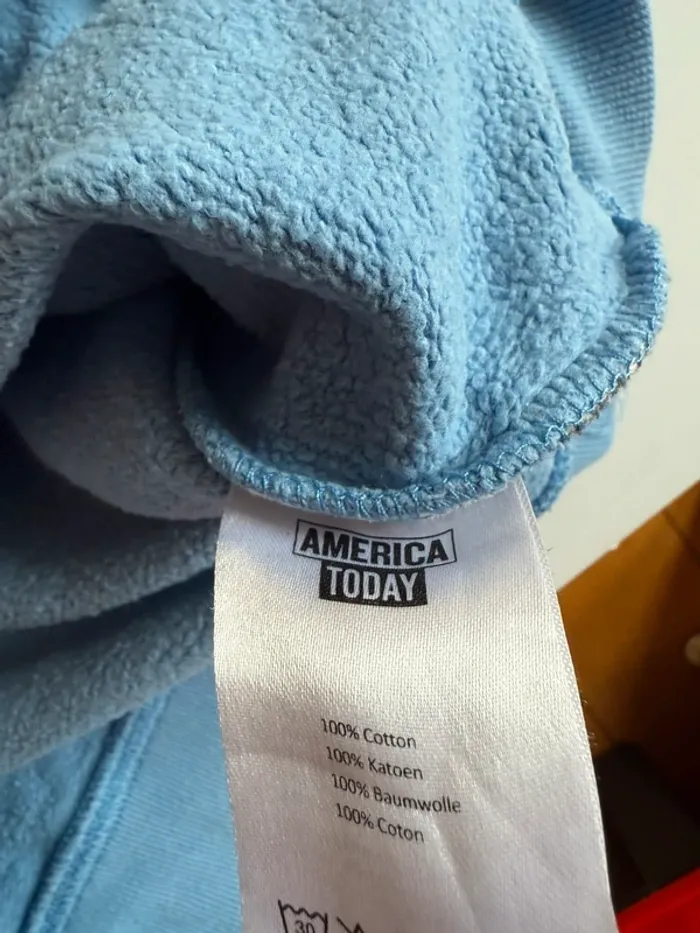 AMERICA
TODAY
100% Cotton
100% Katoen
100% Baumwolle
100% Coton
30